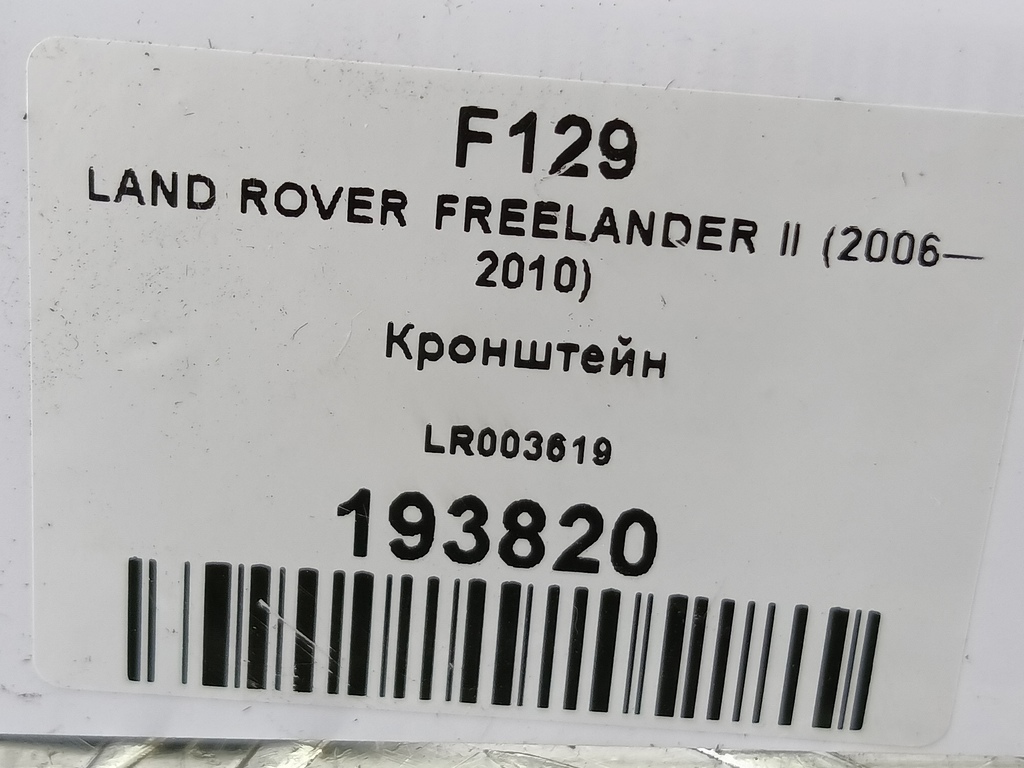 F129
LAND ROVER FREELANDER II (2006—
2010)
Кронштейн
LR003619
193820